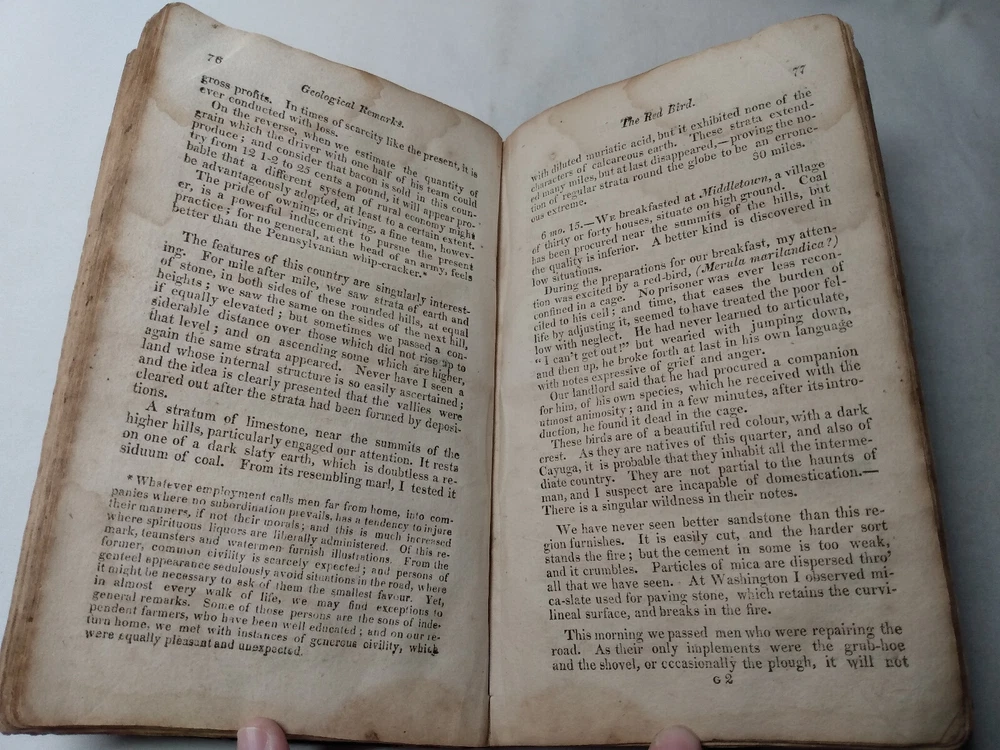 76
Geological Remarks.
gross profits. In times of scarcity like the present, it is
ever conducted with loss.
On the reverse, when we estimate the quantity of
grain which the driver with one half of his team could
produce; and consider that bacon is sold in this coun-
try from 12 1-2 to 25 cents a pound, it will appear pro-
bable that a different system of rural economy might
be advantageously adopted, at least to a certain extent.
The pride of owning, or driving, a fine team, howev-
er, is a powerful inducement to pursue the present
practice; for no general, at the head of an army, feels
better than the Pennsylvanian whip-cracker.*
The features of this country are singularly interest-
ing. For mile after mile, we saw strata of earth and
of stone, in both sides of these rounded hills, at equal
heights; we saw the same on the sides of the next hill,
if equally elevated; but sometimes we passed a con-
siderable distance over those which did not rise up to
that level; and on ascending some which are higher,
again the same strata appeared. Never have I seen a
land whose internal structure is so easily ascertained;
and the idea is clearly presented that the vallies were
cleared out after the strata had been formed by deposi-
tions.
A stratum of limestone, near the summits of the
higher hills, particularly engaged our attention. It rests
on one of a dark slaty earth, which is doubtless a re-
siduum of coal. From its resembling marl, I tested it
* Whatever employment calls men far from home, into com-
panies where no subordination prevails, has a tendency to injure
their manners, if not their morals; and this is much increased
where spirituous liquors are liberally administered. Of this re-
mark, teamsters and watermen furnish illustrations. From the
former, common civility is scarcely expected; and persons of
genteel appearance sedulously avoid situations in the road, where
it might be necessary to ask of them the smallest favour. Yet,
in almost every walk of life, we may find exceptions to
general remarks. Some of those persons are the sons of inde-
pendent farmers, who have been well educated; and on our re-
turn home, we met with instances of generous civility, which
were equally pleasant and unexpected.
77
The Red Bird.
with diluted muriatic acid, but it exhibited none of the
characters of calcareous earth. These strata extend-
ed many miles, but at last disappeared,—proving the no-
tion of regular strata round the globe to be an errone-
ous extreme.
30 miles.
6 mo. 15.—WE breakfasted at Middletown, a village
of thirty or forty houses, situate on high ground. Coal
has been procured near the summits of the hills, but
the quality is inferior. A better kind is discovered in
low situations.
During the preparations for our breakfast, my atten-
tion was excited by a red-bird, (Merula marilandica?)
confined in a cage. No prisoner was ever less recon-
ciled to his cell; and time, that cases the burden of
life by adjusting it, seemed to have treated the poor fel-
low with neglect. He had never learned to articulate,
"I can't get out!" but wearied with jumping down,
and then up, he broke forth at last in his own language
with notes expressive of grief and anger.
Our landlord said that he had procured a companion
for him, of his own species, which he received with the
utmost animosity; and in a few minutes, after its intro-
duction, he found it dead in the cage.
These birds are of a beautiful red colour, with a dark
crest. As they are natives of this quarter, and also of
Cayuga, it is probable that they inhabit all the interme-
diate country. They are not partial to the haunts of
man, and I suspect are incapable of domestication.—
There is a singular wildness in their notes.
We have never seen better sandstone than this re-
gion furnishes. It is easily cut, and the harder sort
stands the fire; but the cement in some is too weak,
and it crumbles. Particles of mica are dispersed thro'
all that we have seen. At Washington I observed mi-
ca-slate used for paving stone, which retains the curvi-
lineal surface, and breaks in the fire.
This morning we passed men who were repairing the
road. As their only implements were the grub-hoe
and the shovel, or occasionally the plough, it will not
G 2